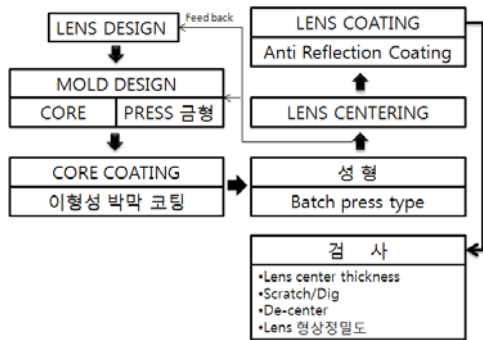 LENS DESIGN
Feed back
MOLD DESIGN
CORE
PRESS 금형
CORE COATING
이형성 박막 코팅
성 형
Batch press type
LENS CENTERING
LENS COATING
Anti Reflection Coating
검 사
•Lens center thickness
•Scratch/Dig
•De-center
•Lens 형상정밀도